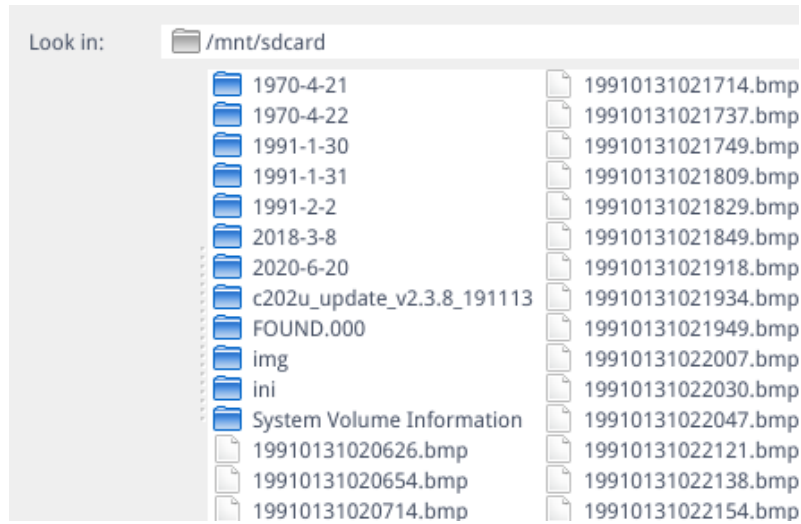 Look in: /mnt/sdcard
1970-4-21
1970-4-22
1991-1-30
1991-1-31
1991-2-2
2018-3-8
2020-6-20
c202u_update_v2.3.8_191113
FOUND.000
img
ini
System Volume Information
19910131020626.bmp
19910131020654.bmp
19910131020714.bmp
19910131021714.bmp
19910131021737.bmp
19910131021749.bmp
19910131021809.bmp
19910131021829.bmp
19910131021849.bmp
19910131021918.bmp
19910131021934.bmp
19910131021949.bmp
19910131022007.bmp
19910131022030.bmp
19910131022047.bmp
19910131022121.bmp
19910131022138.bmp
19910131022154.bmp